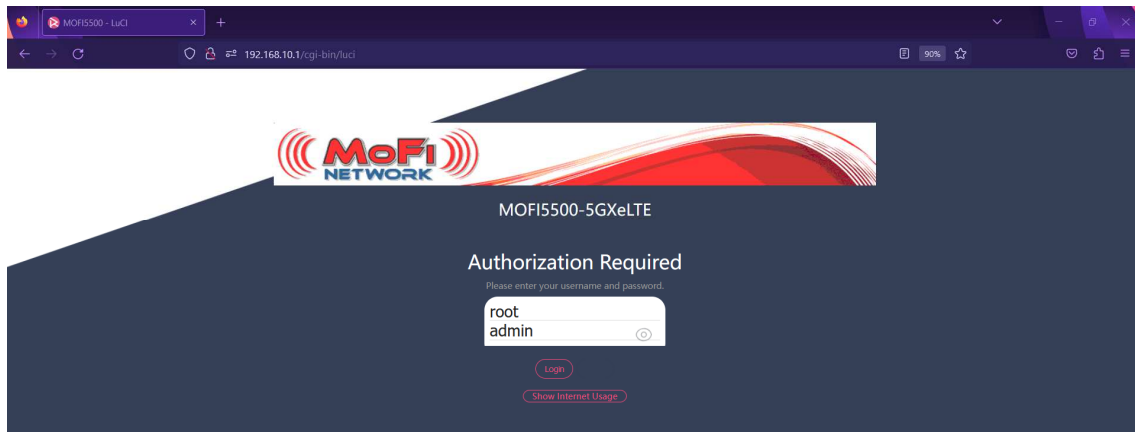 MOFI5500 - LuCI
192.168.10.1/cgi-bin/luci
90%
MoFi
NETWORK
MOFI5500-5GXeLTE
Authorization Required
Please enter your username and password.
root
admin
Login
Show Internet Usage